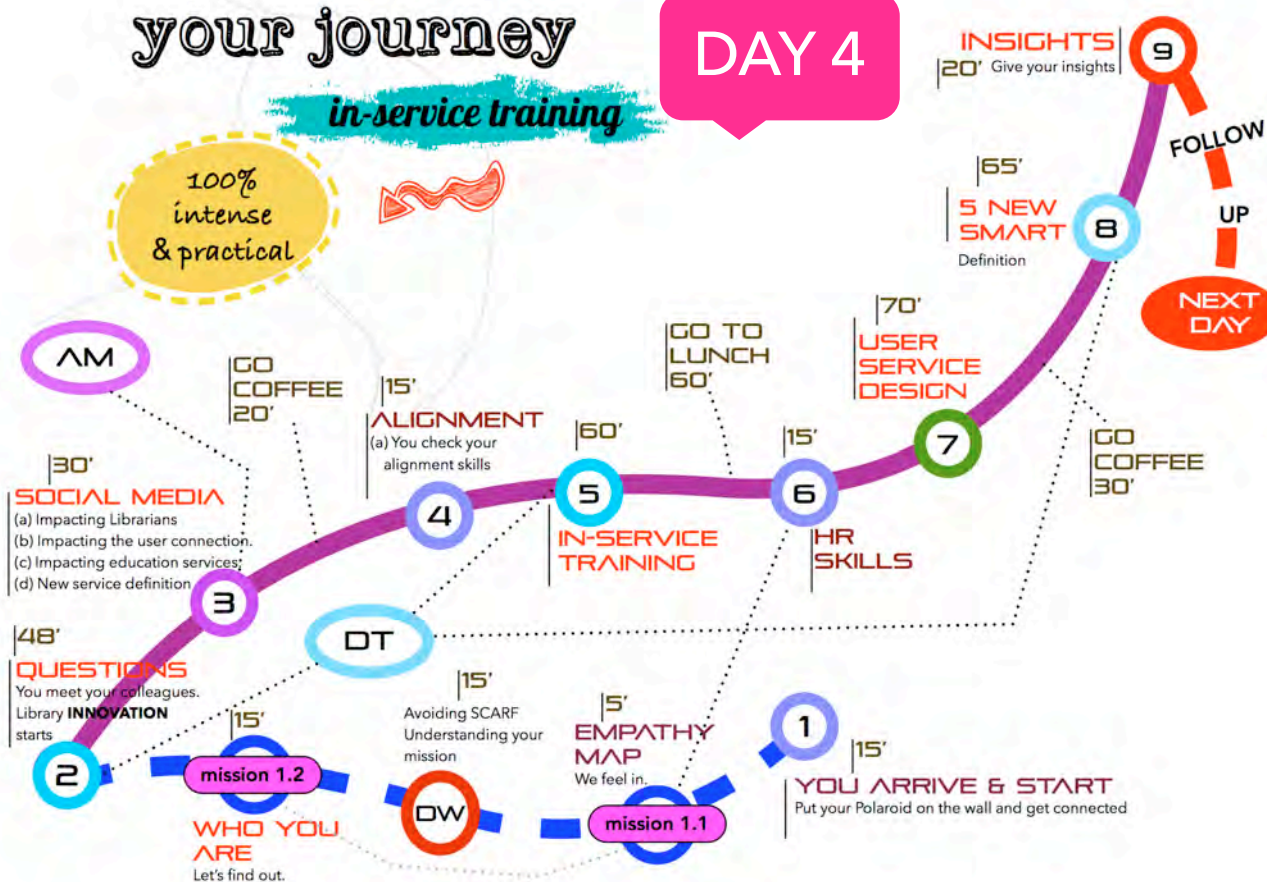 your journey
in-service training
DAY 4
100%
intense
& practical
INSIGHTS
20’ Give your insights
9
FOLLOW
UP
NEXT
DAY
65’
5 NEW
SMART
Definition
8
70’
USER
SERVICE
DESIGN
7
GO
COFFEE
30’
GO TO
LUNCH
60’
15’
6
HR
SKILLS
60’
5
IN-SERVICE
TRAINING
15’
ALIGNMENT
(a) You check your
alignment skills
4
GO
COFFEE
20’
AM
30’
SOCIAL MEDIA
(a) Impacting Librarians
(b) Impacting the user connection.
(c) Impacting education services
(d) New service definition
3
DT
48’
QUESTIONS
You meet your colleagues.
Library INNOVATION
starts
2
15’
mission 1.2
WHO YOU
ARE
Let’s find out.
15’
Avoiding SCARF
Understanding your
mission
DW
5’
EMPATHY
MAP
We feel in.
mission 1.1
1
15’
YOU ARRIVE & START
Put your Polaroid on the wall and get connected